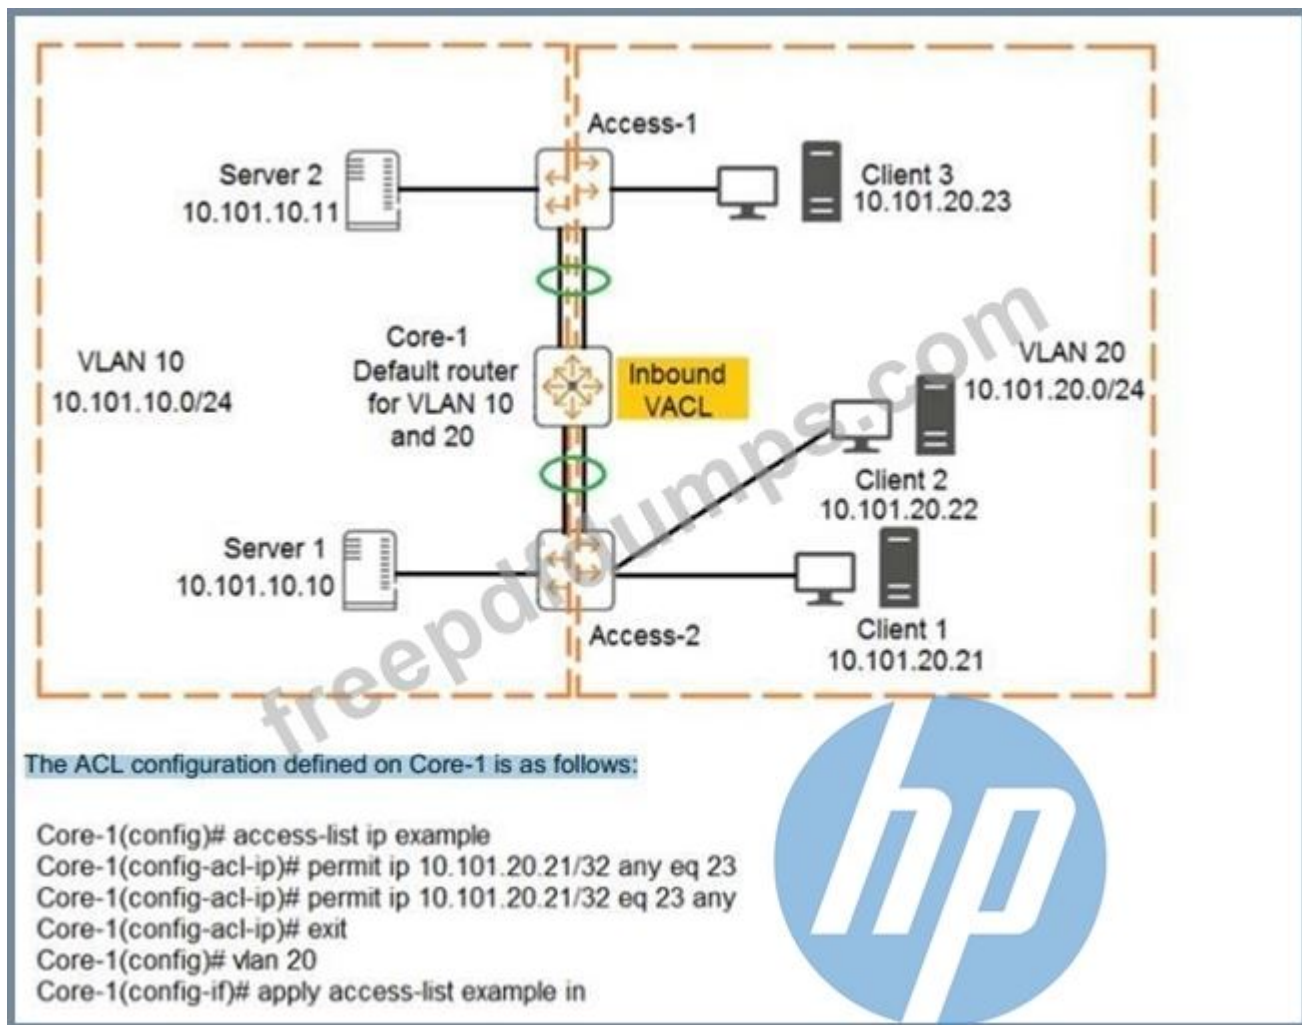 Access-1
Server 2
10.101.10.11
Client 3
10.101.20.23
Core-1
Default router
for VLAN 10
and 20
Inbound
VACL
VLAN 10
10.101.10.0/24
VLAN 20
10.101.20.0/24
Client 2
10.101.20.22
Server 1
10.101.10.10
Access-2
Client 1
10.101.20.21
freepdfdumps.com
The ACL configuration defined on Core-1 is as follows:
Core-1(config)# access-list ip example
Core-1(config-acl-ip)# permit ip 10.101.20.21/32 any eq 23
Core-1(config-acl-ip)# permit ip 10.101.20.21/32 eq 23 any
Core-1(config-acl-ip)# exit
Core-1(config)# vlan 20
Core-1(config-if)# apply access-list example in
hp